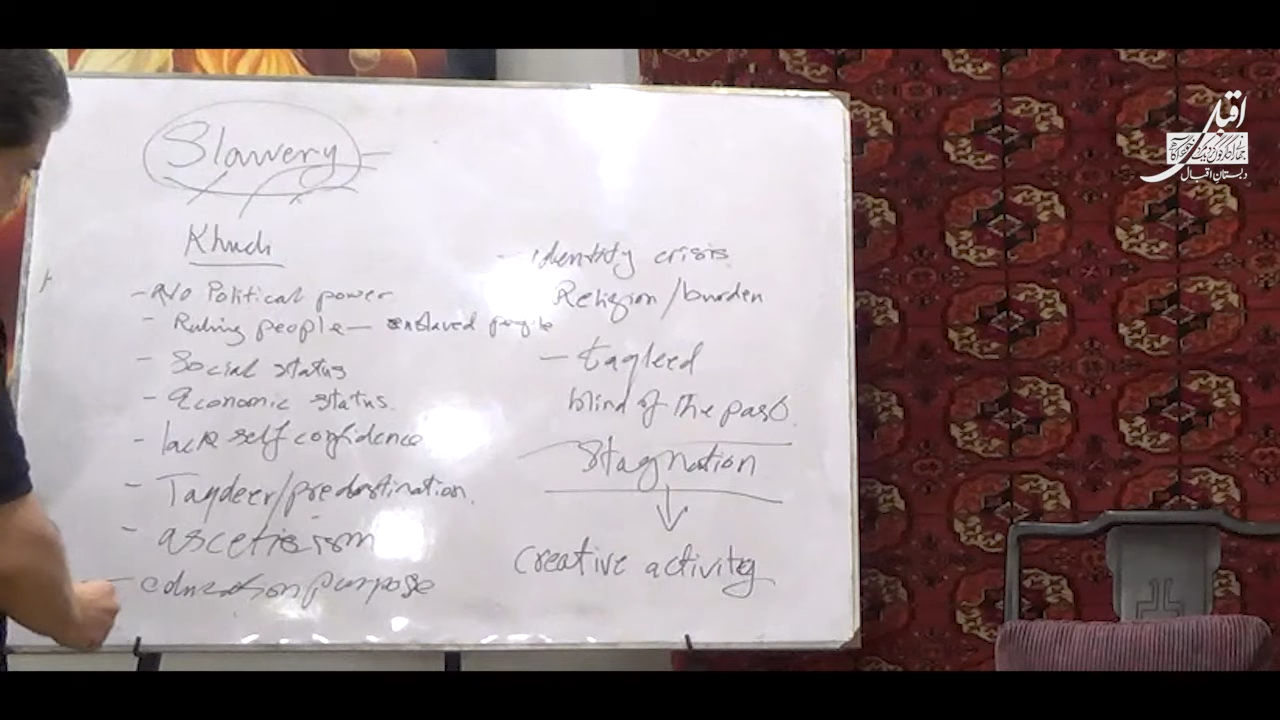 Slavery
Khudi
- No Political power
- Ruling people — enslaved people
- Social status
- Economic status
- lack self confidence
- Taqdeer/predestination
- asceticism
- education purpose
- identity crisis
Religion/burden
- taqleed
blind of the past
Stagnation
creative activity
اقبال
دبستانِ اقبال